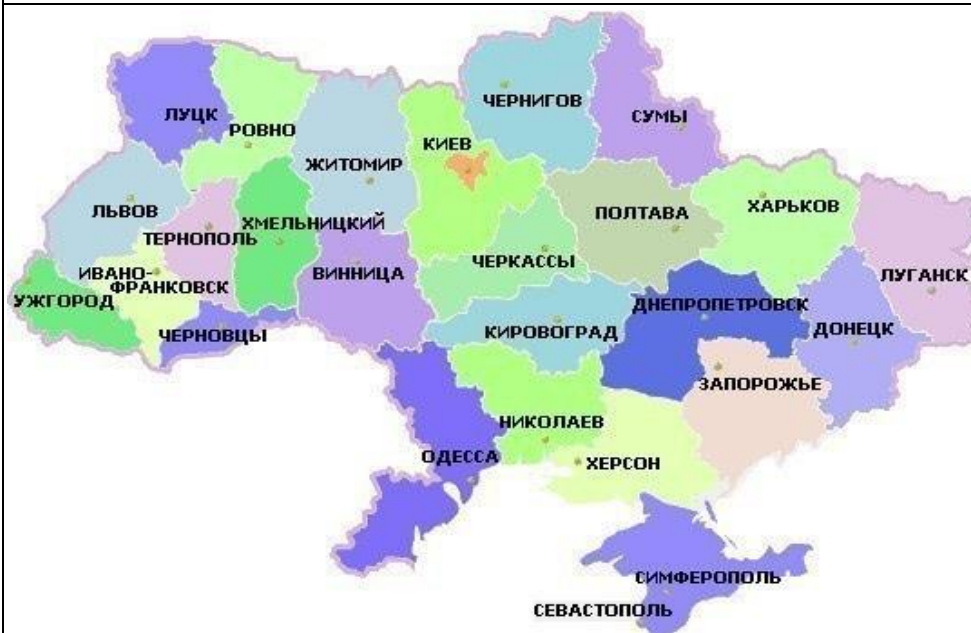 ЧЕРНИГОВ
ЛУЦК
СУМЫ
РОВНО
КИЕВ
ЖИТОМИР
ЛЬВОВ
ХМЕЛЬНИЦКИЙ
ПОЛТАВА
ХАРЬКОВ
ТЕРНОПОЛЬ
ЧЕРКАССЫ
ИВАНО-
ФРАНКОВСК
ВИННИЦА
ЛУГАНСК
УЖГОРОД
ДНЕПРОПЕТРОВСК
ЧЕРНОВЦЫ
КИРОВОГРАД
ДОНЕЦК
ЗАПОРОЖЬЕ
НИКОЛАЕВ
ОДЕССА
ХЕРСОН
СИМФЕРОПОЛЬ
СЕВАСТОПОЛЬ